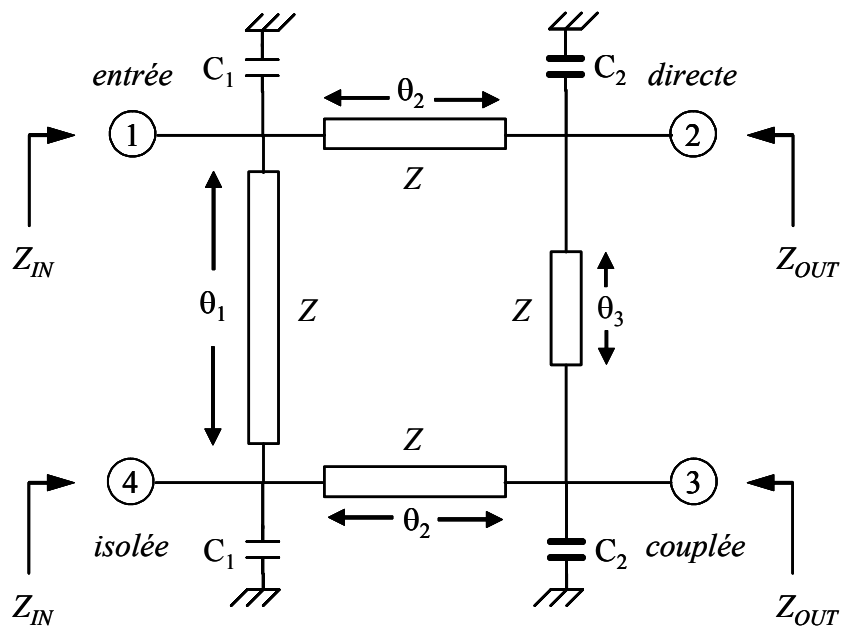 entrée
C₁
θ₂
C₂
directe
1
2
Z
Z_IN
Z_OUT
θ₁
Z
Z
θ₃
Z
4
3
θ₂
isolée
C₁
C₂
couplée
Z_IN
Z_OUT